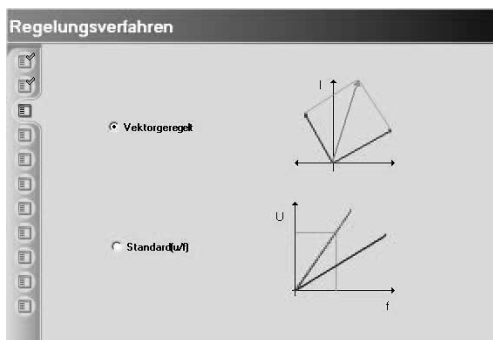 Regelungsverfahren
I
Vektorgeregelt
U
Standard(u/f)
f